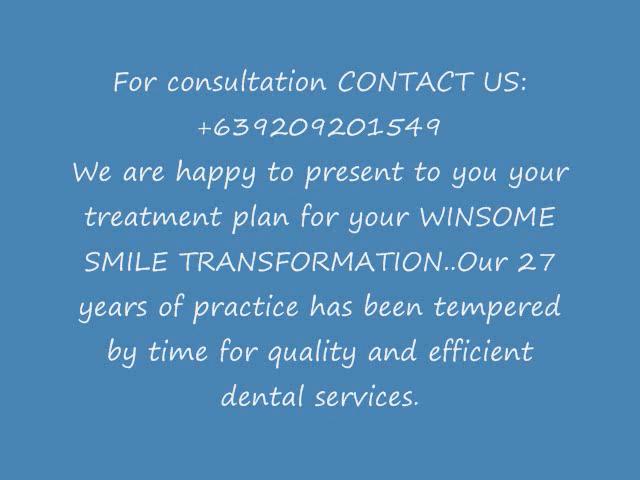 For consultation CONTACT US:
+639209201549
We are happy to present to you your
treatment plan for your WINSOME
SMILE TRANSFORMATION..Our 27
years of practice has been tempered
by time for quality and efficient
dental services.